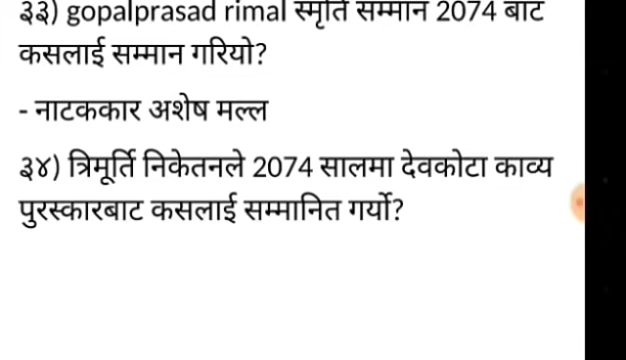 ३३) gopalprasad rimal स्मृति सम्मान 2074 बाट
कसलाई सम्मान गरियो?
- नाटककार अशेष मल्ल
३४) त्रिमूर्ति निकेतनले 2074 सालमा देवकोटा काव्य
पुरस्कारबाट कसलाई सम्मानित गर्यो?